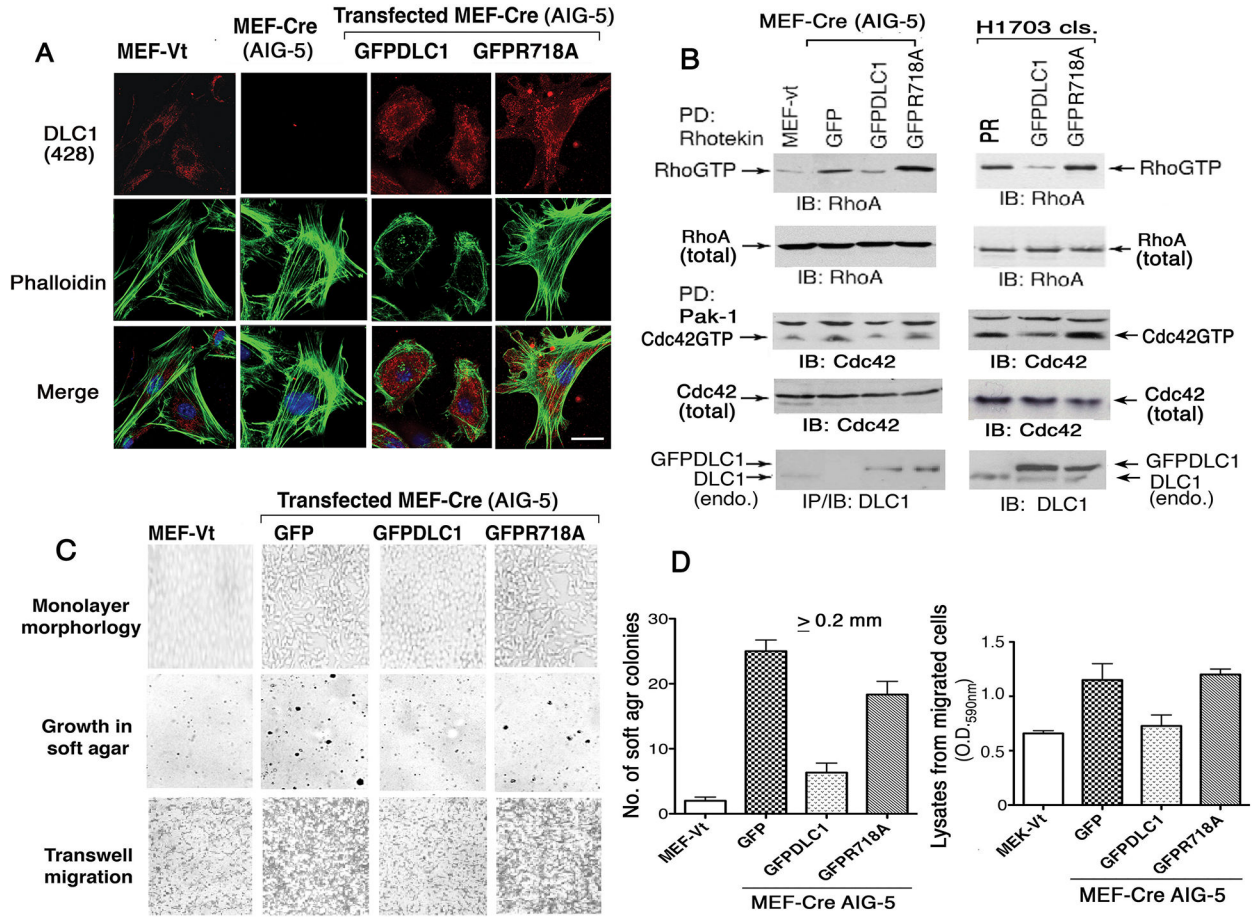 A
MEF-Vt
MEF-Cre
(AIG-5)
Transfected MEF-Cre (AIG-5)
GFPDLC1 GFPR718A
DLC1
(428)
Phalloidin
Merge
B
MEF-Cre (AIG-5)
H1703 cls.
PD:
Rhotekin
MEF-vt
GFP
GFPDLC1
GFPR718A
PR
GFPDLC1
GFPR718A
RhoGTP
RhoGTP
IB: RhoA
IB: RhoA
RhoA
(total)
RhoA
(total)
IB: RhoA
IB: RhoA
PD:
Pak-1
Cdc42GTP
Cdc42GTP
IB: Cdc42
IB: Cdc42
Cdc42
(total)
Cdc42
(total)
IB: Cdc42
IB: Cdc42
GFPDLC1
DLC1
(endo.)
GFPDLC1
DLC1
(endo.)
IP/IB: DLC1
IB: DLC1
C
Transfected MEF-Cre (AIG-5)
MEF-Vt GFP GFPDLC1 GFPR718A
Monolayer
morphorlogy
Growth in
soft agar
Transwell
migration
D
No. of soft agr colonies
30
20
10
0
≥ 0.2 mm
MEF-Vt
GFP
GFPDLC1
GFPR718A
MEF-Cre AIG-5
Lysates from migrated cells
(O.D.590nm)
1.5
1.0
0.5
0.0
MEK-Vt
GFP
GFPDLC1
GFPR718A
MEF-Cre AIG-5